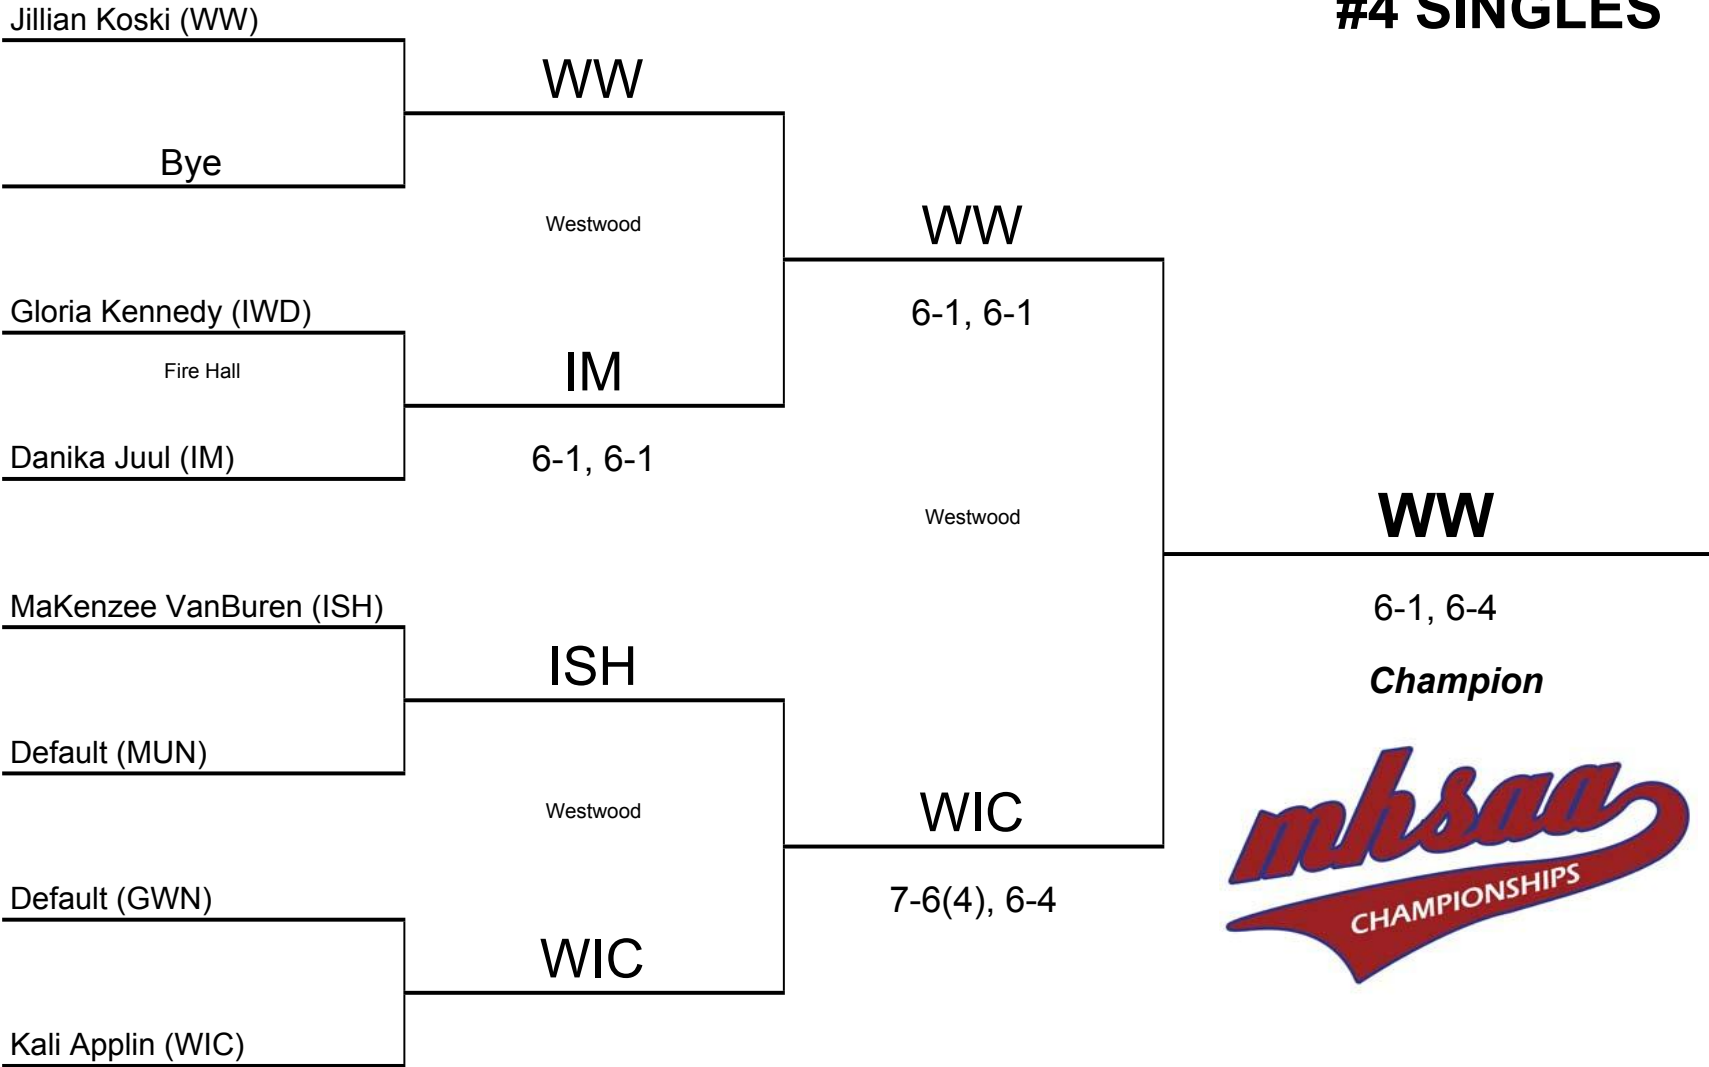 #4 SINGLES
Jillian Koski (WW)
WW
Bye
Westwood
WW
Gloria Kennedy (IWD)
6-1, 6-1
Fire Hall
IM
Danika Juul (IM)
6-1, 6-1
Westwood
WW
MaKenzee VanBuren (ISH)
6-1, 6-4
ISH
Champion
Default (MUN)
Westwood
WIC
mhsaa
CHAMPIONSHIPS
Default (GWN)
7-6(4), 6-4
WIC
Kali Applin (WIC)